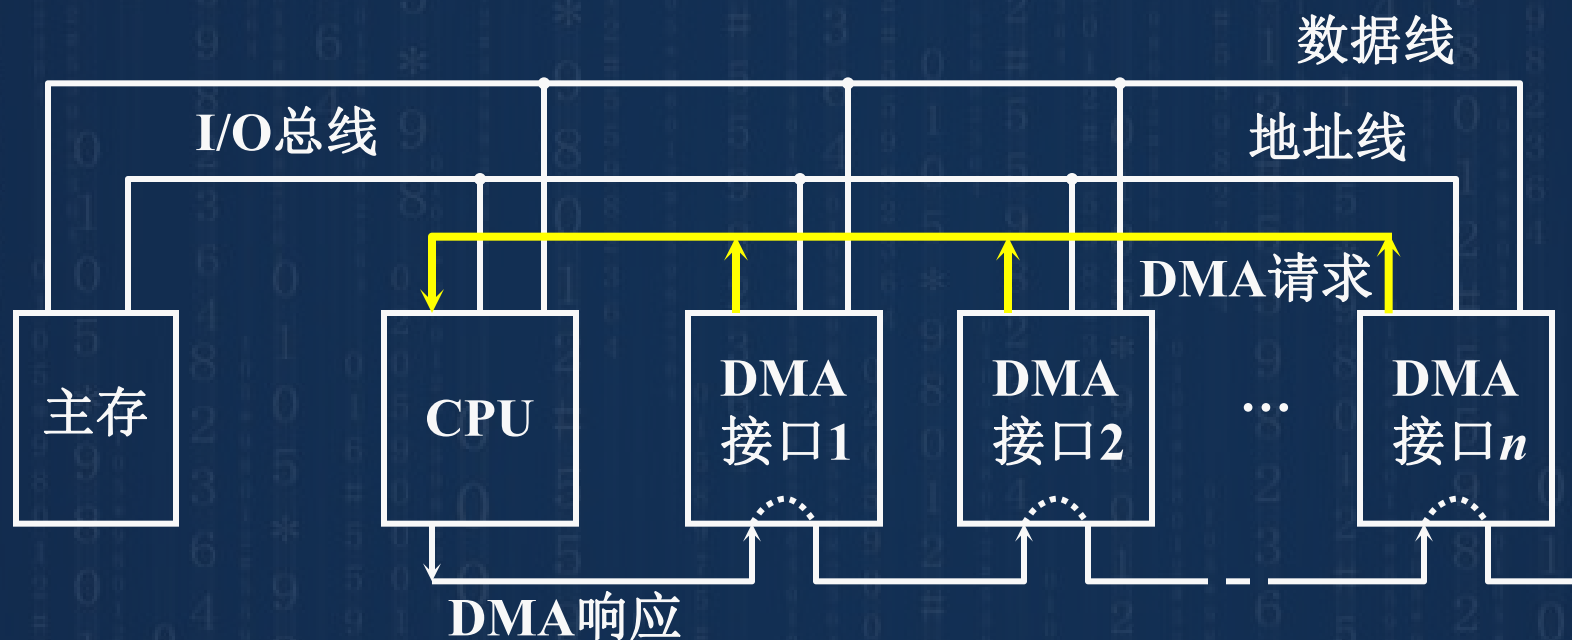 数据线
I/O总线
地址线
DMA请求
主存
CPU
DMA
接口1
DMA
接口2
...
DMA
接口n
DMA响应